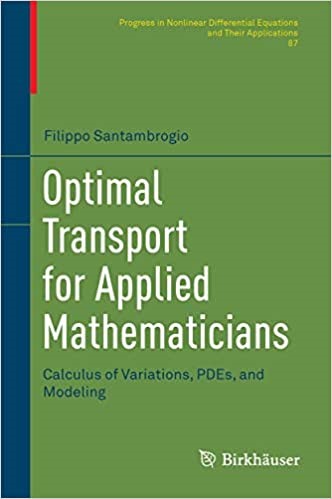 Progress in Nonlinear Differential Equations
and Their Applications
87
Filippo Santambrogio
Optimal
Transport
for Applied
Mathematicians
Calculus of Variations, PDEs, and
Modeling
Birkhäuser